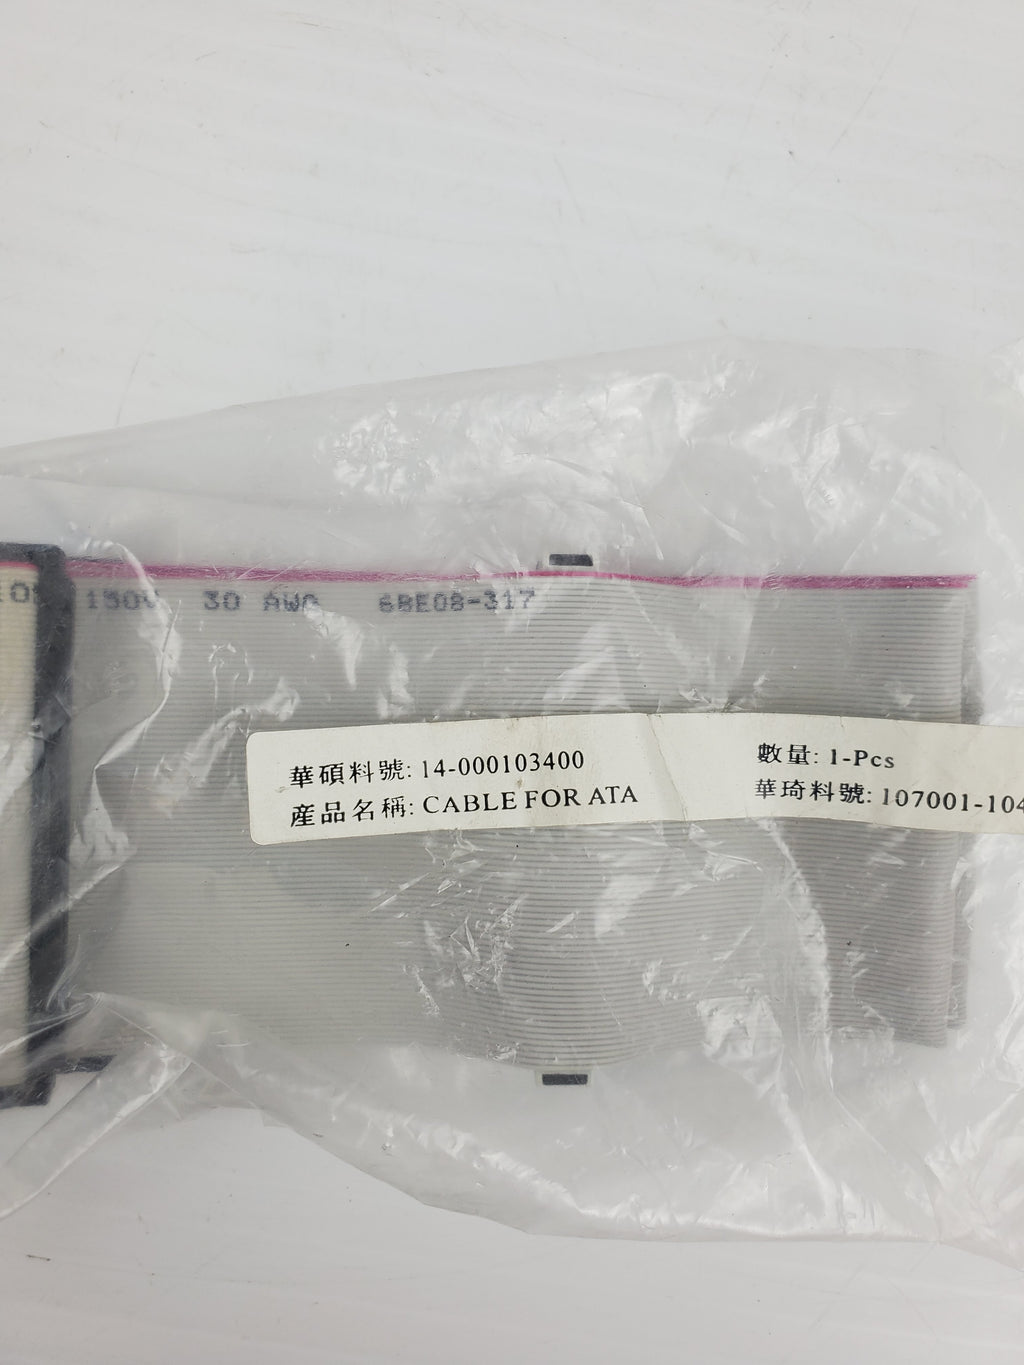 150V 30 AWG 6BE08-317
華碩料號: 14-000103400
產品名稱: CABLE FOR ATA
數量: 1-Pcs
華琦料號: 107001-104